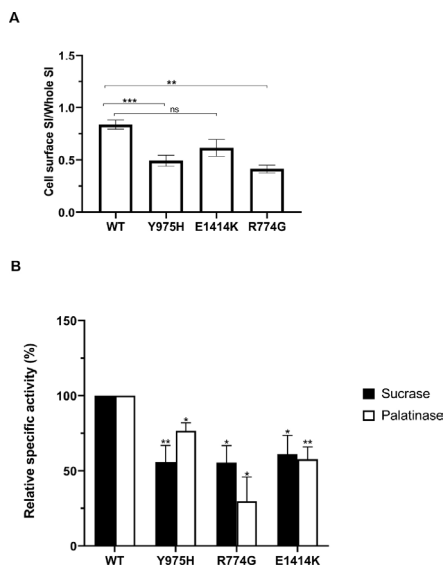 A
Cell surface SI/Whole SI
1.5
1.0
0.5
0.0
**
***
ns
WT Y975H E1414K R774G
B
Relative specific activity (%)
150
100
50
0
** * * * * **
WT Y975H R774G E1414K
Sucrase
Palatinase